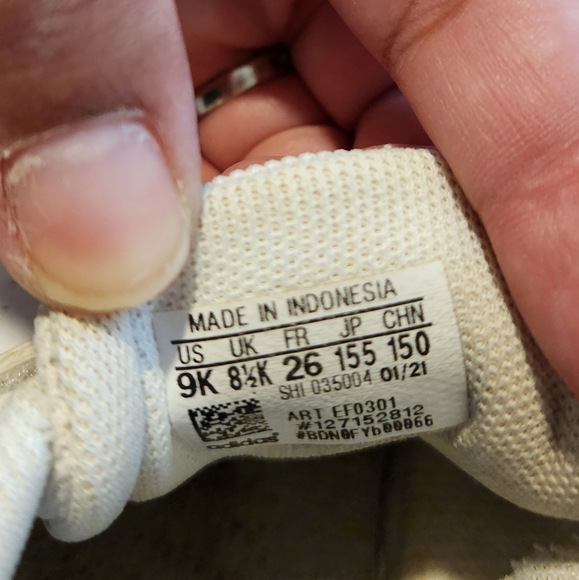 MADE IN INDONESIA
US UK FR JP CHN
9K 8½K 26 155 150
SHI 035004 01/21
ART EF0301
#127152812
#BDN0FYb00066
adidas